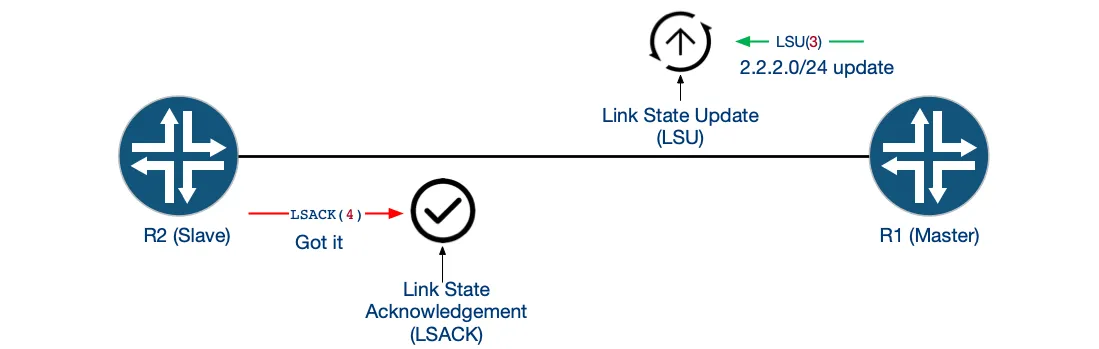 LSU(3)
2.2.2.0/24 update
Link State Update
(LSU)
R2 (Slave)
LSACK(4)
Got it
R1 (Master)
Link State
Acknowledgement
(LSACK)